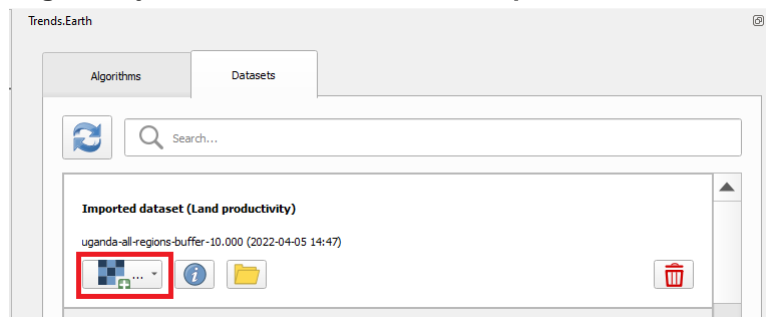 Trends.Earth
Algorithms
Datasets
Search...
Imported dataset (Land productivity)
uganda-all-regions-buffer-10.000 (2022-04-05 14:47)
...